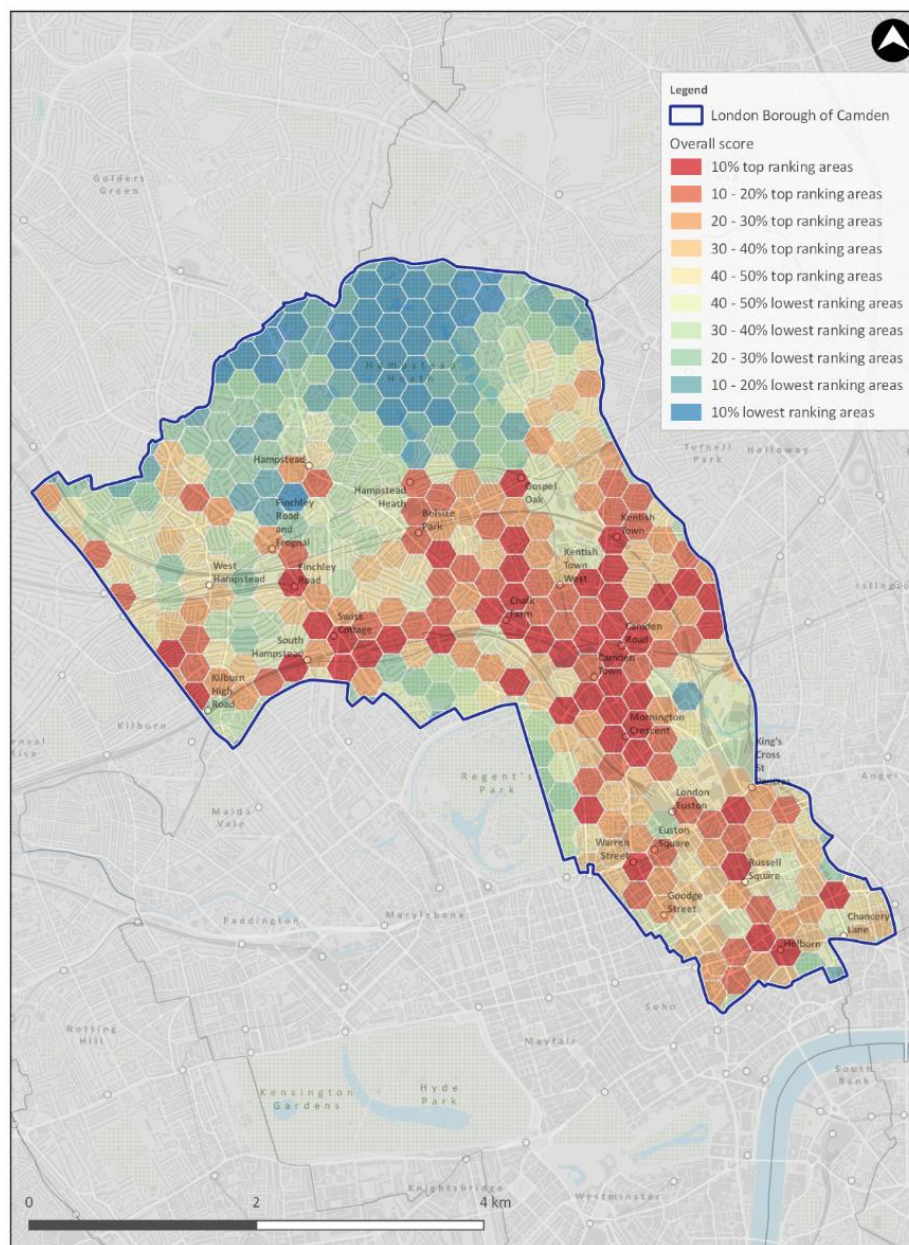 Legend
London Borough of Camden
Overall score
10% top ranking areas
10 - 20% top ranking areas
20 - 30% top ranking areas
30 - 40% top ranking areas
40 - 50% top ranking areas
40 - 50% lowest ranking areas
30 - 40% lowest ranking areas
20 - 30% lowest ranking areas
10 - 20% lowest ranking areas
10% lowest ranking areas
Golders
Green
Hampstead
Heath
Tufnell
Park
Holloway
Hampstead
Hampstead
Heath
Gospel
Oak
Finchley
Road
and
Frognal
Belsize
Park
Kentish
Town
West
Hampstead
Finchley
Road
Kentish
Town
West
Chalk
Farm
Swiss
Cottage
South
Hampstead
Camden
Road
Camden
Town
Kilburn
High
Road
Kilburn
Mornington
Crescent
King's
Cross
St
Pancras
Angel
Regent's
Park
Maida
Vale
London
Euston
Euston
Square
Warren
Street
Russell
Square
Goodge
Street
Chancery
Lane
Holborn
Paddington
Marylebone
Soho
Notting
Hill
Mayfair
Kensington
Gardens
Hyde
Park
South
Bank
Knightsbridge
Westminster
0
2
4 km